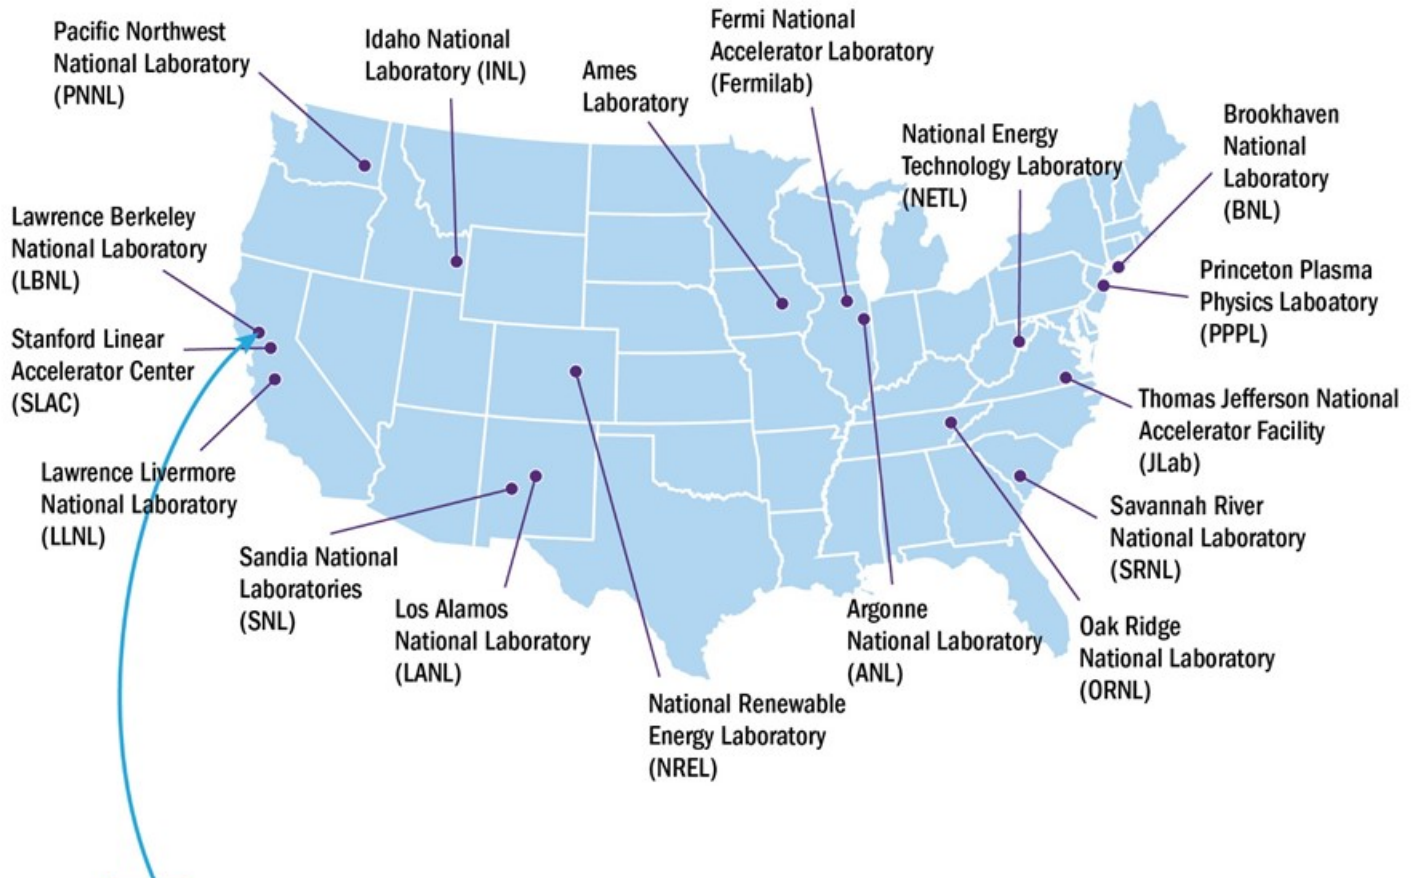 Pacific Northwest
National Laboratory
(PNNL)
Idaho National
Laboratory (INL)
Ames
Laboratory
Fermi National
Accelerator Laboratory
(Fermilab)
National Energy
Technology Laboratory
(NETL)
Brookhaven
National
Laboratory
(BNL)
Lawrence Berkeley
National Laboratory
(LBNL)
Princeton Plasma
Physics Laboatory
(PPPL)
Stanford Linear
Accelerator Center
(SLAC)
Thomas Jefferson National
Accelerator Facility
(JLab)
Lawrence Livermore
National Laboratory
(LLNL)
Savannah River
National Laboratory
(SRNL)
Sandia National
Laboratories
(SNL)
Los Alamos
National Laboratory
(LANL)
Argonne
National Laboratory
(ANL)
Oak Ridge
National Laboratory
(ORNL)
National Renewable
Energy Laboratory
(NREL)